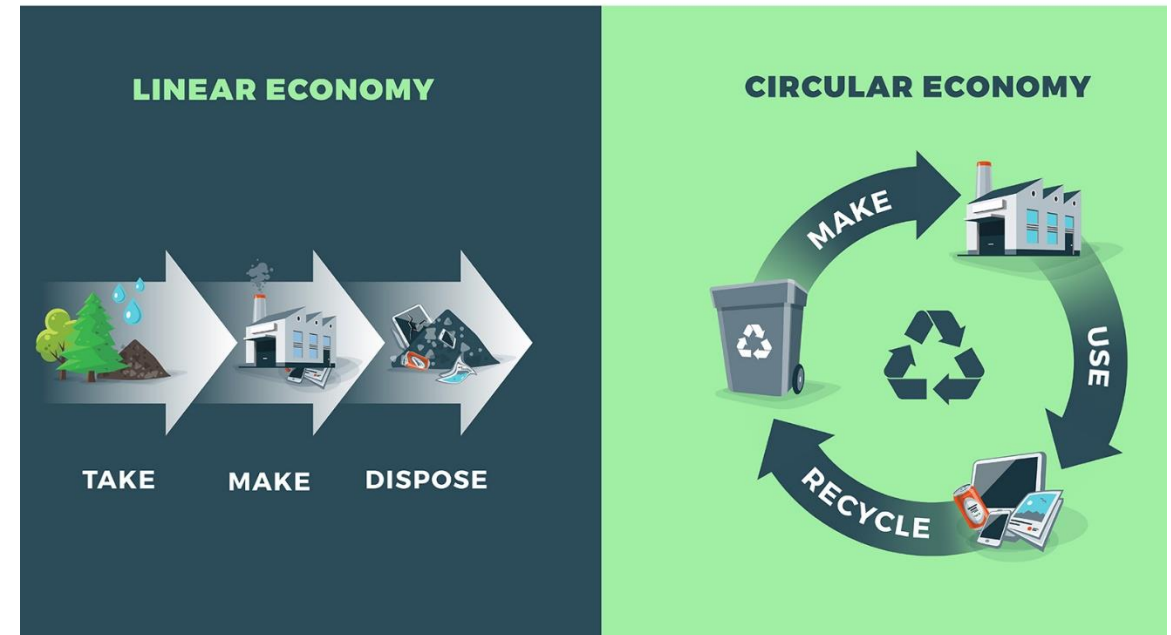 LINEAR ECONOMY
TAKE
MAKE
DISPOSE
CIRCULAR ECONOMY
MAKE
USE
RECYCLE